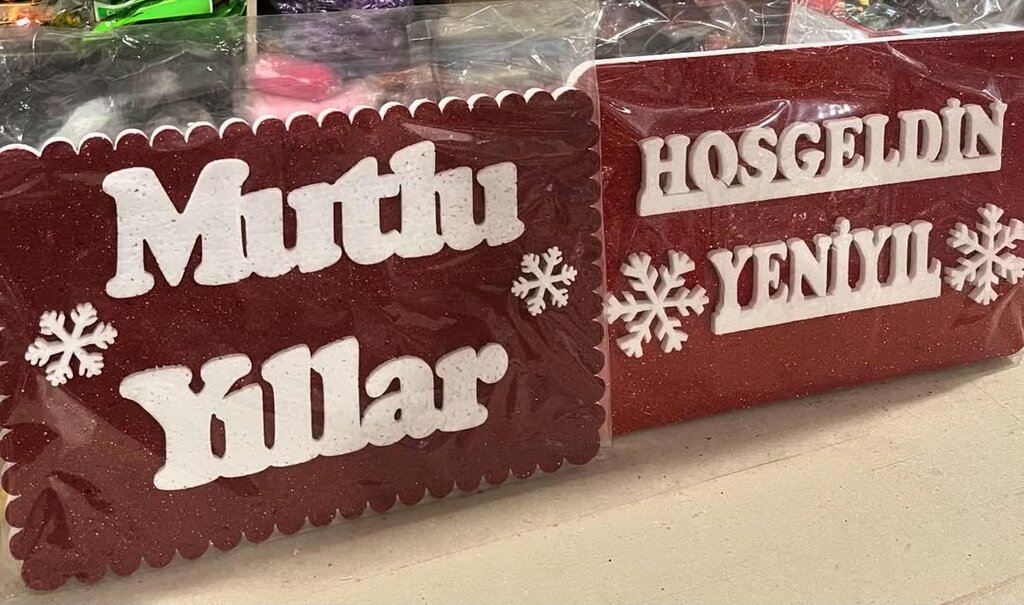 Mutlu
Yıllar
HOSGELDİN
YENİYIL